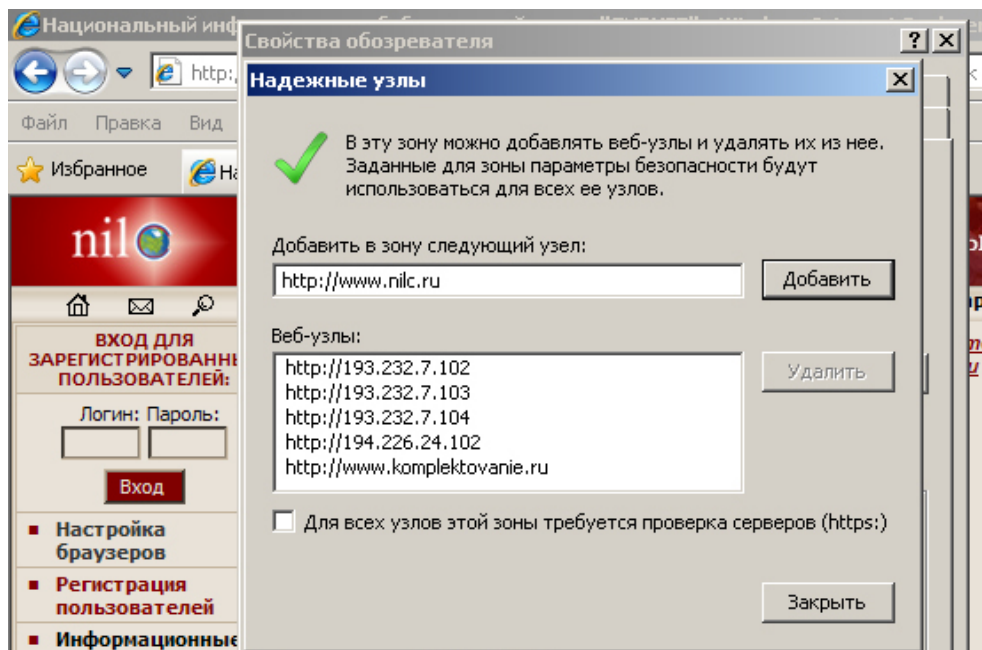 Национальный
Свойства обозревателя
http:
Надежные узлы
Файл Правка Вид
В эту зону можно добавлять веб-узлы и удалять их из нее.
Заданные для зоны параметры безопасности будут
использоваться для всех ее узлов.
Избранное
nil
Добавить в зону следующий узел:
http://www.nilc.ru
Добавить
ВХОД ДЛЯ
ЗАРЕГИСТРИРОВАННЫ
ПОЛЬЗОВАТЕЛЕЙ:
Логин: Пароль:
Вход
Веб-узлы:
http://193.232.7.102
http://193.232.7.103
http://193.232.7.104
http://194.226.24.102
http://www.komplektovanie.ru
Удалить
Для всех узлов этой зоны требуется проверка серверов (https:)
Настройка
браузеров
Регистрация
пользователей
Информационные
Закрыть